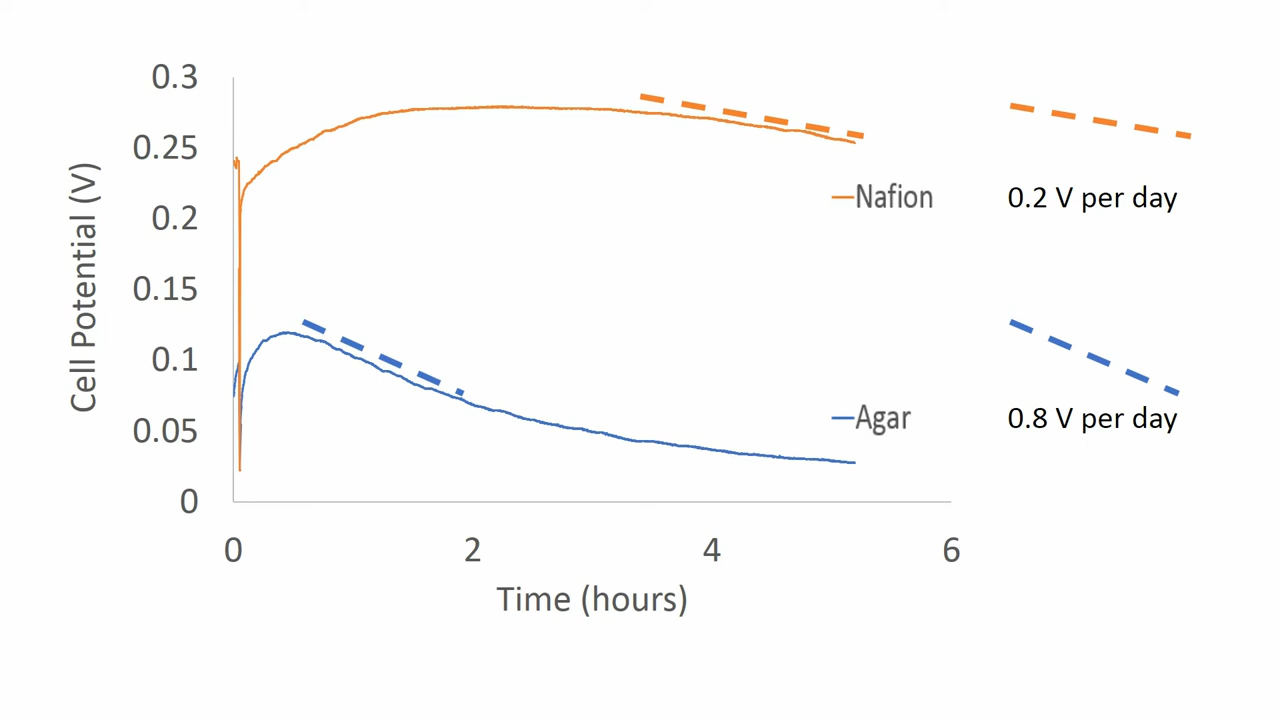 0.3
0.25
0.2
0.15
0.1
0.05
0
0 2 4 6
Time (hours)
Cell Potential (V)
Nafion
0.2 V per day
Agar
0.8 V per day